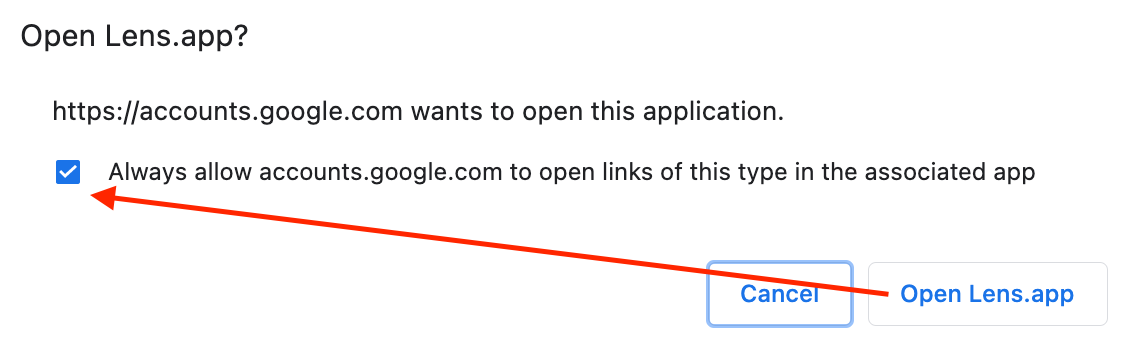 Open Lens.app?
https://accounts.google.com wants to open this application.
Always allow accounts.google.com to open links of this type in the associated app
Cancel
Open Lens.app